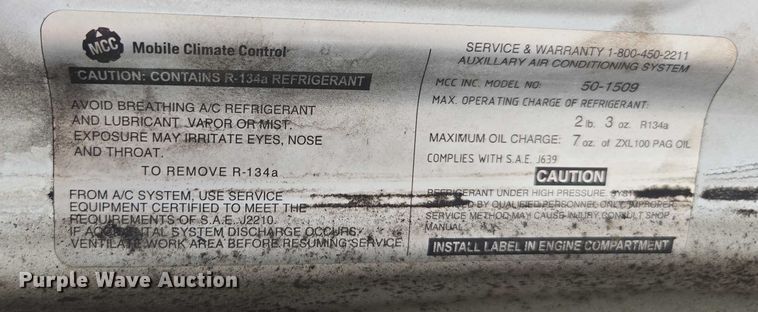 MCC Mobile Climate Control
CAUTION: CONTAINS R-134a REFRIGERANT
AVOID BREATHING A/C REFRIGERANT
AND LUBRICANT VAPOR OR MIST.
EXPOSURE MAY IRRITATE EYES, NOSE
AND THROAT.
TO REMOVE R-134a
FROM A/C SYSTEM, USE SERVICE
EQUIPMENT CERTIFIED TO MEET THE
REQUIREMENTS OF S.A.E. J2210.
IF ACCIDENTAL SYSTEM DISCHARGE OCCURS,
VENTILATE WORK AREA BEFORE RESUMING SERVICE.
SERVICE & WARRANTY 1-800-450-2211
AUXILLARY AIR CONDITIONING SYSTEM
MCC INC. MODEL NO: 50-1509
MAX. OPERATING CHARGE OF REFRIGERANT:
2 lb. 3 oz. R134a
MAXIMUM OIL CHARGE: 7 oz. of ZXL100 PAG OIL
COMPLIES WITH S.A.E. J639
CAUTION
REFRIGERANT UNDER HIGH PRESSURE.
BY QUALIFIED PERSONNEL ONLY. IMPROPER
SERVICE METHOD MAY CAUSE INJURY. CONSULT SHOP
MANUAL.
INSTALL LABEL IN ENGINE COMPARTMENT
Purple Wave Auction